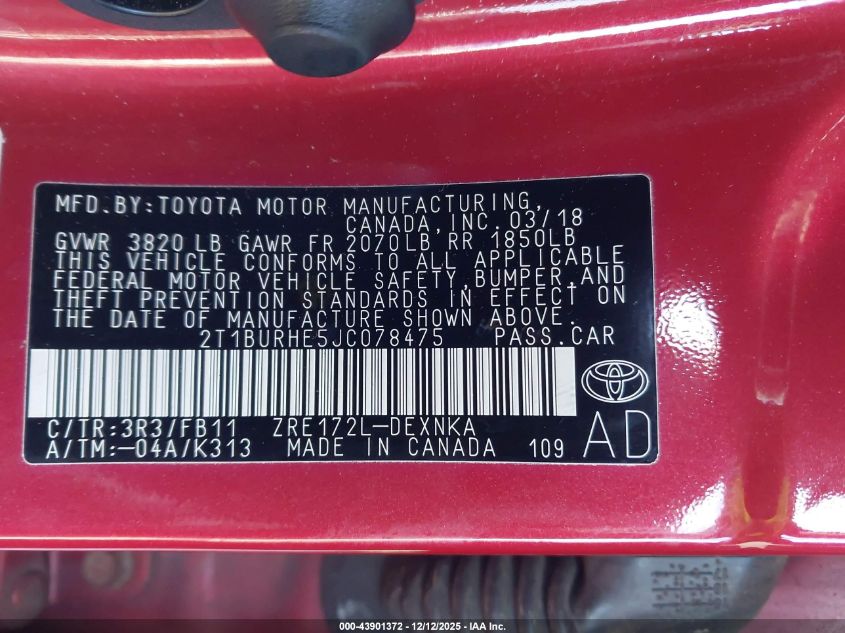 MFD.BY:TOYOTA MOTOR MANUFACTURING,
CANADA,INC. 03/18
GVWR 3820 LB GAWR FR 2070LB RR 1850LB
THIS VEHICLE CONFORMS TO ALL APPLICABLE
FEDERAL MOTOR VEHICLE SAFETY,BUMPER,AND
THEFT PREVENTION STANDARDS IN EFFECT ON
THE DATE OF MANUFACTURE SHOWN ABOVE.
2T1BURHE5JC078475 PASS.CAR
C/TR:3R3/FB11 ZRE172L-DEXNKA
A/TM:-04A/K313 MADE IN CANADA 109 AD
000-43901372 - 12/12/2025 - IAA Inc.